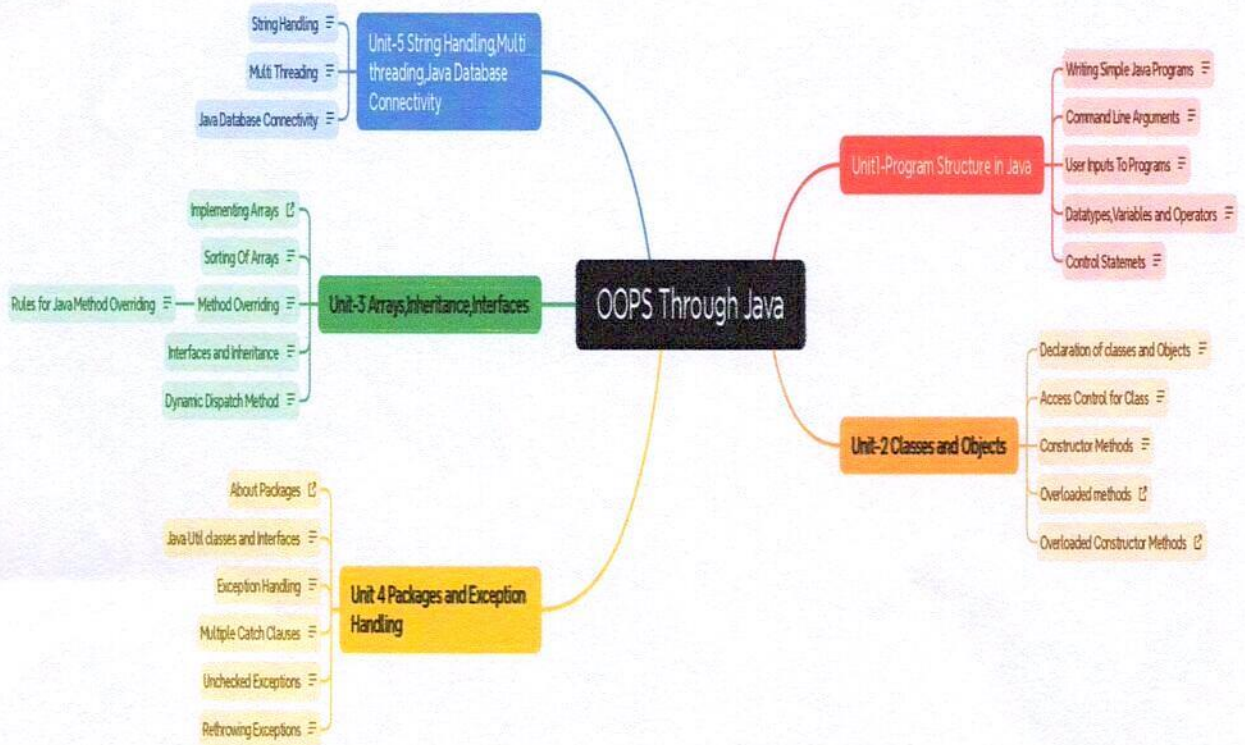 OOPS Through Java
Unit1-Program Structure in Java
Writing Simple Java Programs
Command Line Arguments
User Inputs To Programs
Datatypes,Variables and Operators
Control Statemets
Unit-2 Classes and Objects
Declaration of classes and Objects
Access Control for Class
Constructor Methods
Overloaded methods
Overloaded Constructor Methods
Unit-3 Arrays,Inheritance,Interfaces
Implementing Arrays
Sorting Of Arrays
Method Overriding
Rules for Java Method Overriding
Interfaces and Inheritance
Dynamic Dispatch Method
Unit 4 Packages and Exception
Handling
About Packages
Java Util classes and Interfaces
Exception Handling
Multiple Catch Clauses
Unchecked Exceptions
Rethrowing Exceptions
Unit-5 String Handling,Multi
threading,Java Database
Connectivity
String Handling
Multi Threading
Java Database Connectivity